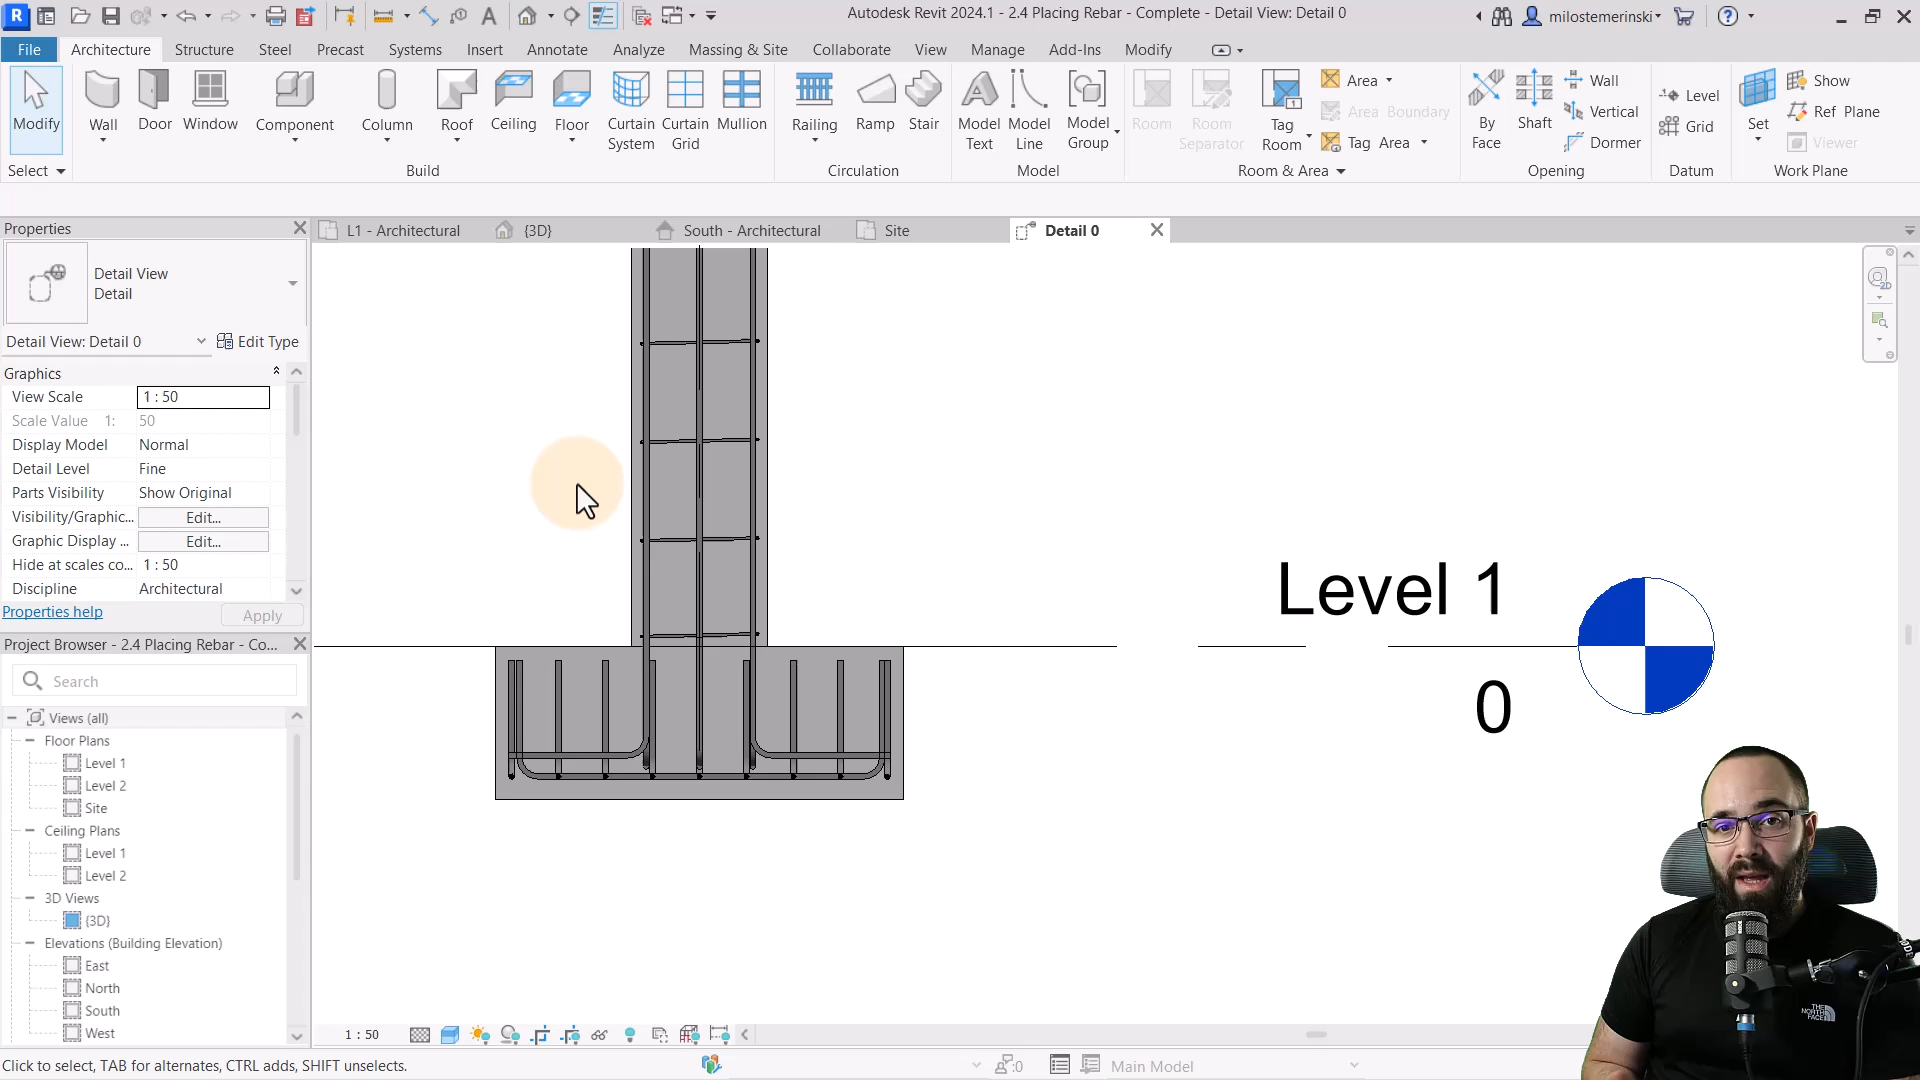 Autodesk Revit 2024.1 - 2.4 Placing Rebar - Complete - Detail View: Detail 0
milostemerinski
File Architecture Structure Steel Precast Systems Insert Annotate Analyze Massing & Site Collaborate View Manage Add-Ins Modify
Modify
Wall
Door
Window
Component
Column
Roof
Ceiling
Floor
Curtain System
Curtain Grid
Mullion
Railing
Ramp
Stair
Model Text
Model Line
Model Group
Room
Room Separator
Tag Room
Area
Area Boundary
Tag Area
By Face
Shaft
Wall
Vertical
Dormer
Level
Grid
Set
Show
Ref Plane
Viewer
Select Build Circulation Model Room & Area Opening Datum Work Plane
Properties
L1 - Architectural {3D} South - Architectural Site Detail 0
Detail View
Detail
Detail View: Detail 0 Edit Type
Graphics
View Scale 1 : 50
Scale Value 1: 50
Display Model Normal
Detail Level Fine
Parts Visibility Show Original
Visibility/Graphic... Edit...
Graphic Display ... Edit...
Hide at scales co... 1 : 50
Discipline Architectural
Properties help Apply
Project Browser - 2.4 Placing Rebar - Co...
Search
Views (all)
Floor Plans
Level 1
Level 2
Site
Ceiling Plans
Level 1
Level 2
3D Views
{3D}
Elevations (Building Elevation)
East
North
South
West
Level 1
0
2D
1 : 50
Click to select, TAB for alternates, CTRL adds, SHIFT unselects.
:0
Main Model
THE NORTH FACE